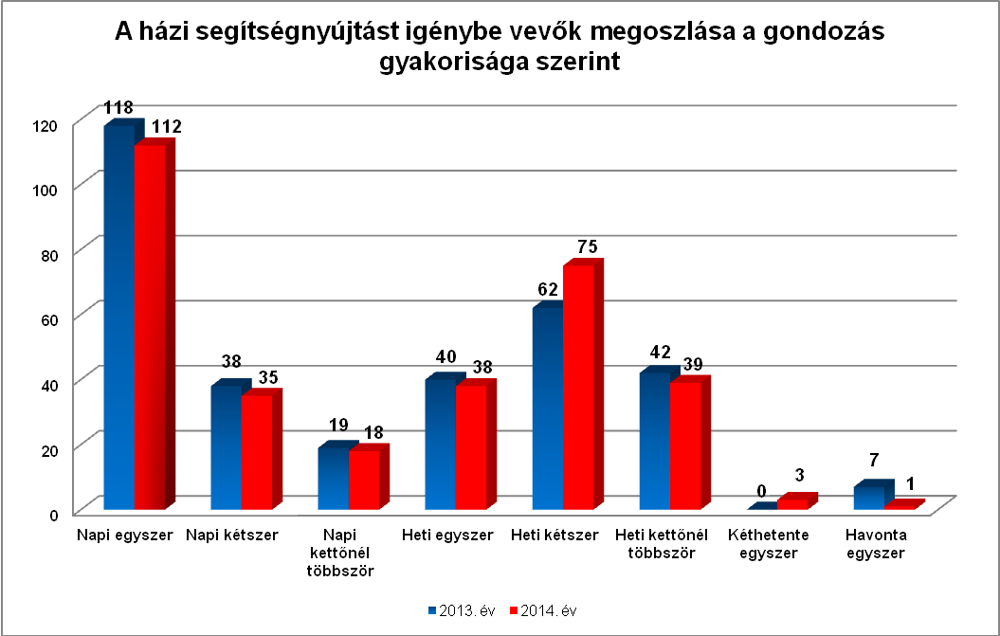 A házi segítségnyújtást igénybe vevők megoszlása a gondozás
gyakorisága szerint
120
100
80
60
40
20
0
118
112
38
35
19
18
40
38
62
75
42
39
0
3
7
1
Napi egyszer
Napi kétszer
Napi
kettőnél
többször
Heti egyszer
Heti kétszer
Heti kettőnél
többször
Kéthetente
egyszer
Havonta
egyszer
2013. év
2014. év